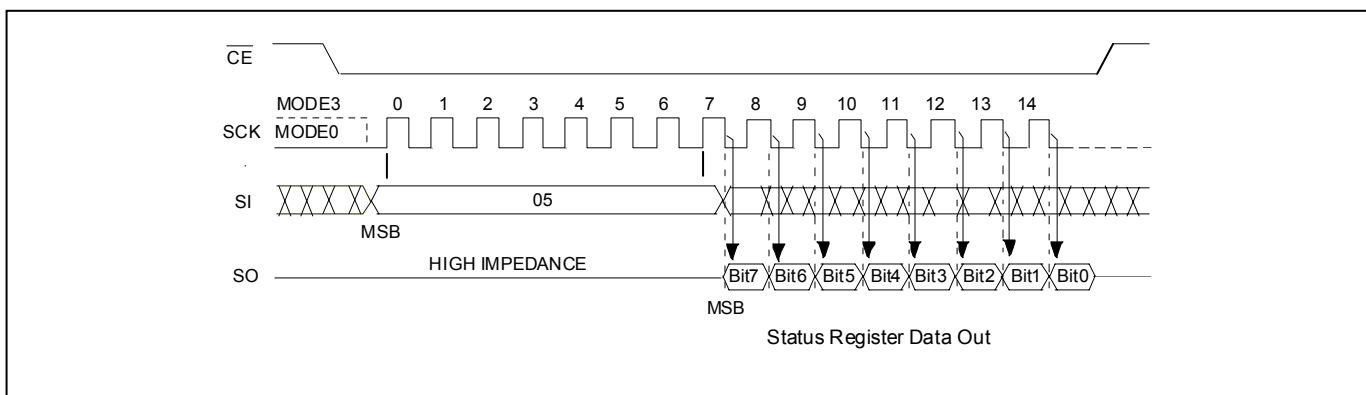 CE
MODE3 0 1 2 3 4 5 6 7 8 9 10 11 12 13 14
SCK MODE0
SI 05
MSB
HIGH IMPEDANCE
SO Bit7 Bit6 Bit5 Bit4 Bit3 Bit2 Bit1 Bit0
MSB
Status Register Data Out